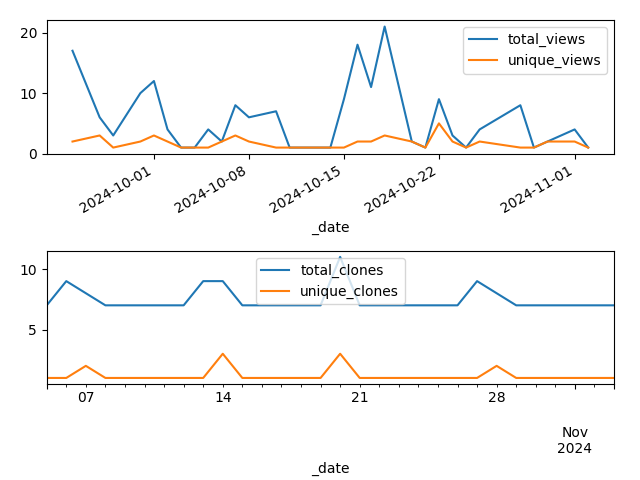 20
10
0
total_views
unique_views
2024-10-01
2024-10-08
2024-10-15
2024-10-22
2024-11-01
_date
10
5
total_clones
unique_clones
07
14
21
28
Nov
2024
_date